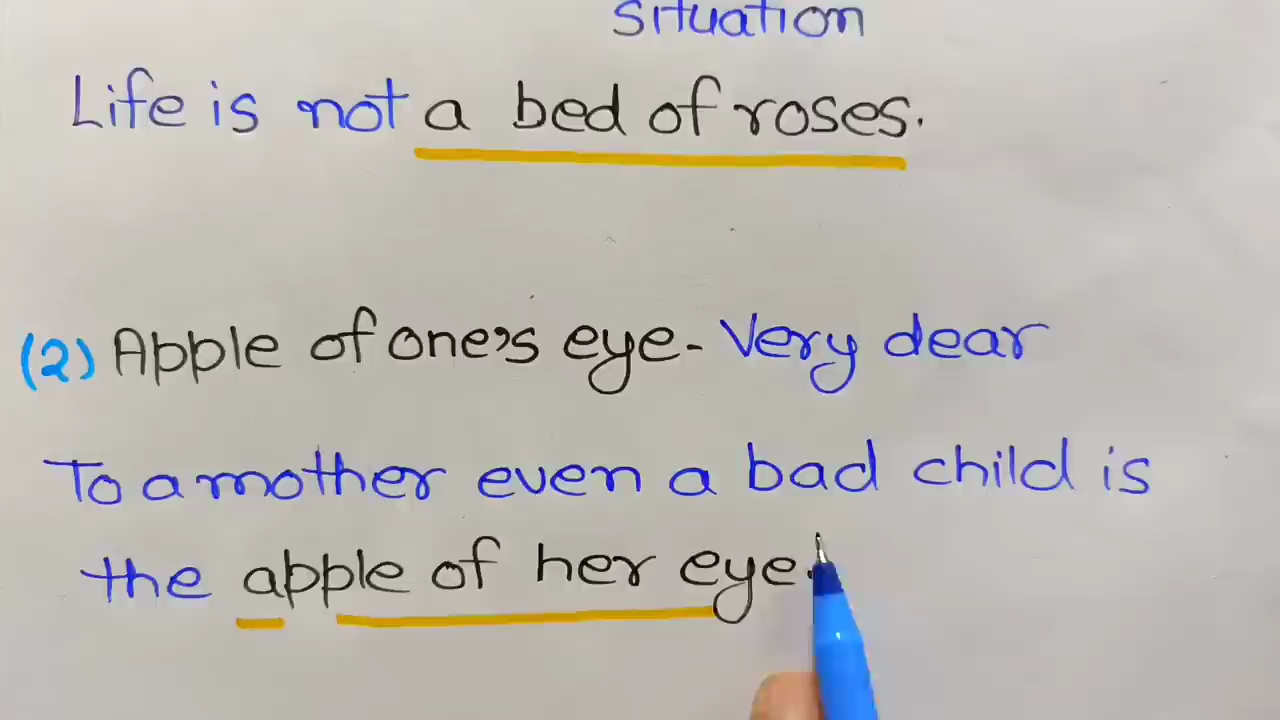 Situation
Life is not a bed of roses.
(2) Apple of one's eye - Very dear
To a mother even a bad child is
the apple of her eye.